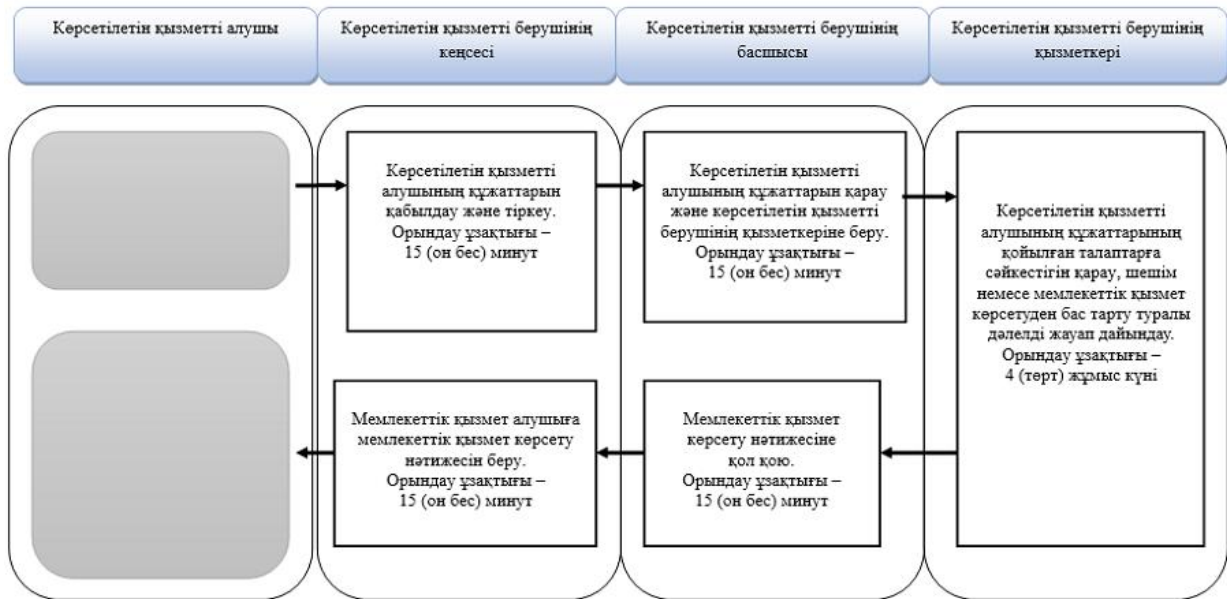 Көрсетілетін қызметті алушы
Көрсетілетін қызметті берушінің
кеңсесі
Көрсетілетін қызметті берушінің
басшысы
Көрсетілетін қызметті берушінің
қызметкері
Көрсетілетін қызметті
алушының құжаттарын
қабылдау және тіркеу.
Орындау ұзақтығы –
15 (он бес) минут
Көрсетілетін қызметті
алушының құжаттарын қарау
және көрсетілетін қызметті
берушінің қызметкеріне беру.
Орындау ұзақтығы –
15 (он бес) минут
Көрсетілетін қызметті
алушының құжаттарының
қойылған талаптарға
сәйкестігін қарау, шешім
немесе мемлекеттік қызмет
көрсетуден бас тарту туралы
дәлелді жауап дайындау.
Орындау ұзақтығы –
4 (төрт) жұмыс күні
Мемлекеттік қызмет алушыға
мемлекеттік қызмет көрсету
нәтижесін беру.
Орындау ұзақтығы –
15 (он бес) минут
Мемлекеттік қызмет
көрсету нәтижесіне
қол қою.
Орындау ұзақтығы –
15 (он бес) минут